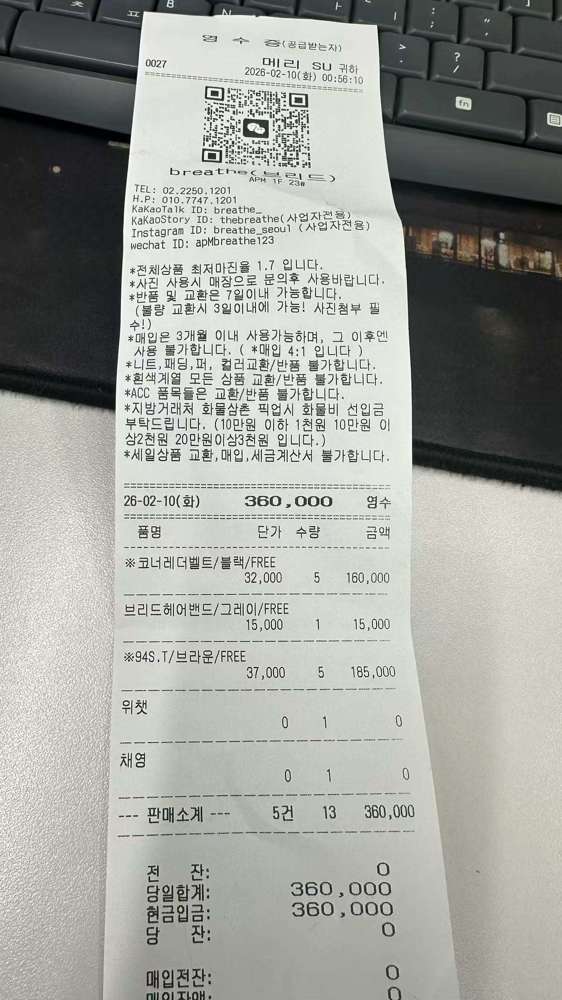 영 수 증(공급받는자)
0027 메리 SU 귀하
2026-02-10(화) 00:56:10
breathe(브리드)
APM 1F 23#
TEL: 02.2250.1201
H.P: 010.7747.1201
KaKaoTalk ID: breathe_
KaKaoStory ID: thebreathe(사업자전용)
Instagram ID: breathe_seoul (사업자전용)
wechat ID: apMbreathe123
*전체상품 최저마진율 1.7 입니다.
*사진 사용시 매장으로 문의후 사용바랍니다.
*반품 및 교환은 7일이내 가능합니다.
(불량 교환시 3일이내에 가능! 사진첨부 필
수!)
*매입은 3개월 이내 사용가능하며, 그 이후엔
사용 불가합니다. ( *매입 4:1 입니다 )
*니트,패딩,퍼, 컬러교환/반품 불가합니다.
*흰색계열 모든 상품 교환/반품 불가합니다.
*ACC 품목들은 교환/반품 불가합니다.
*지방거래처 화물삼촌 픽업시 화물비 선입금
부탁드립니다. (10만원 이하 1천원 10만원 이
상2천원 20만원이상3천원 입니다.)
*세일상품 교환,매입,세금계산서 불가합니다.
26-02-10(화) 360,000 영수
품명 단가 수량 금액
※코너레더벨트/블랙/FREE
32,000 5 160,000
브리드헤어밴드/그레이/FREE
15,000 1 15,000
※94S.T/브라운/FREE
37,000 5 185,000
위챗
0 1 0
채영
0 1 0
--- 판매소계 --- 5건 13 360,000
전 잔: 0
당일합계: 360,000
현금입금: 360,000
당 잔: 0
매입전잔: 0
매입잔액: 0